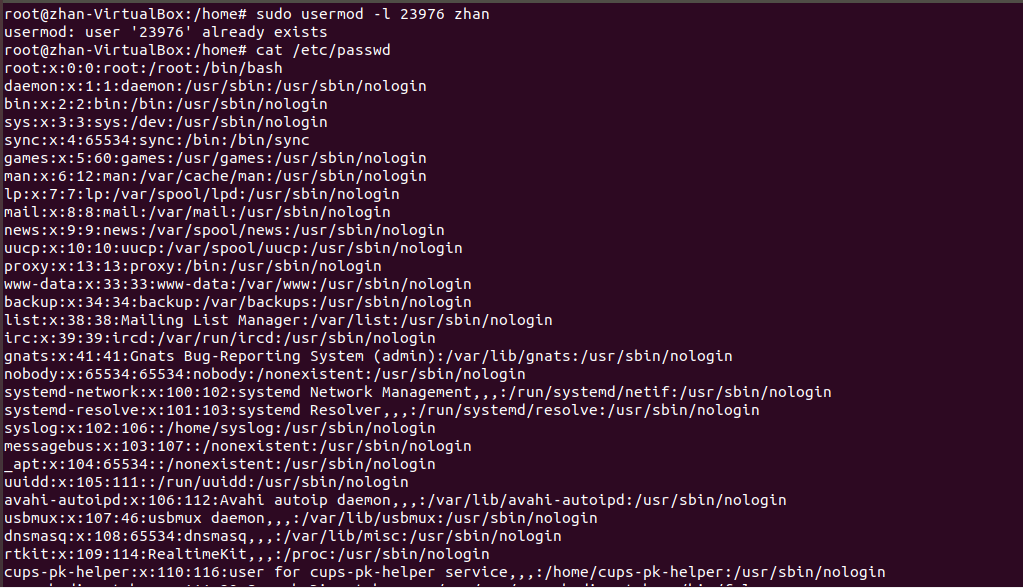 root@zhan-VirtualBox:/home# sudo usermod -l 23976 zhan
usermod: user '23976' already exists
root@zhan-VirtualBox:/home# cat /etc/passwd
root:x:0:0:root:/root:/bin/bash
daemon:x:1:1:daemon:/usr/sbin:/usr/sbin/nologin
bin:x:2:2:bin:/bin:/usr/sbin/nologin
sys:x:3:3:sys:/dev:/usr/sbin/nologin
sync:x:4:65534:sync:/bin:/bin/sync
games:x:5:60:games:/usr/games:/usr/sbin/nologin
man:x:6:12:man:/var/cache/man:/usr/sbin/nologin
lp:x:7:7:lp:/var/spool/lpd:/usr/sbin/nologin
mail:x:8:8:mail:/var/mail:/usr/sbin/nologin
news:x:9:9:news:/var/spool/news:/usr/sbin/nologin
uucp:x:10:10:uucp:/var/spool/uucp:/usr/sbin/nologin
proxy:x:13:13:proxy:/bin:/usr/sbin/nologin
www-data:x:33:33:www-data:/var/www:/usr/sbin/nologin
backup:x:34:34:backup:/var/backups:/usr/sbin/nologin
list:x:38:38:Mailing List Manager:/var/list:/usr/sbin/nologin
irc:x:39:39:ircd:/var/run/ircd:/usr/sbin/nologin
gnats:x:41:41:Gnats Bug-Reporting System (admin):/var/lib/gnats:/usr/sbin/nologin
nobody:x:65534:65534:nobody:/nonexistent:/usr/sbin/nologin
systemd-network:x:100:102:systemd Network Management,,,:/run/systemd/netif:/usr/sbin/nologin
systemd-resolve:x:101:103:systemd Resolver,,,:/run/systemd/resolve:/usr/sbin/nologin
syslog:x:102:106::/home/syslog:/usr/sbin/nologin
messagebus:x:103:107::/nonexistent:/usr/sbin/nologin
_apt:x:104:65534::/nonexistent:/usr/sbin/nologin
uuidd:x:105:111::/run/uuidd:/usr/sbin/nologin
avahi-autoipd:x:106:112:Avahi autoip daemon,,,:/var/lib/avahi-autoipd:/usr/sbin/nologin
usbmux:x:107:46:usbmux daemon,,,:/var/lib/usbmux:/usr/sbin/nologin
dnsmasq:x:108:65534:dnsmasq,,,:/var/lib/misc:/usr/sbin/nologin
rtkit:x:109:114:RealtimeKit,,,:/proc:/usr/sbin/nologin
cups-pk-helper:x:110:116:user for cups-pk-helper service,,,:/home/cups-pk-helper:/usr/sbin/nologin